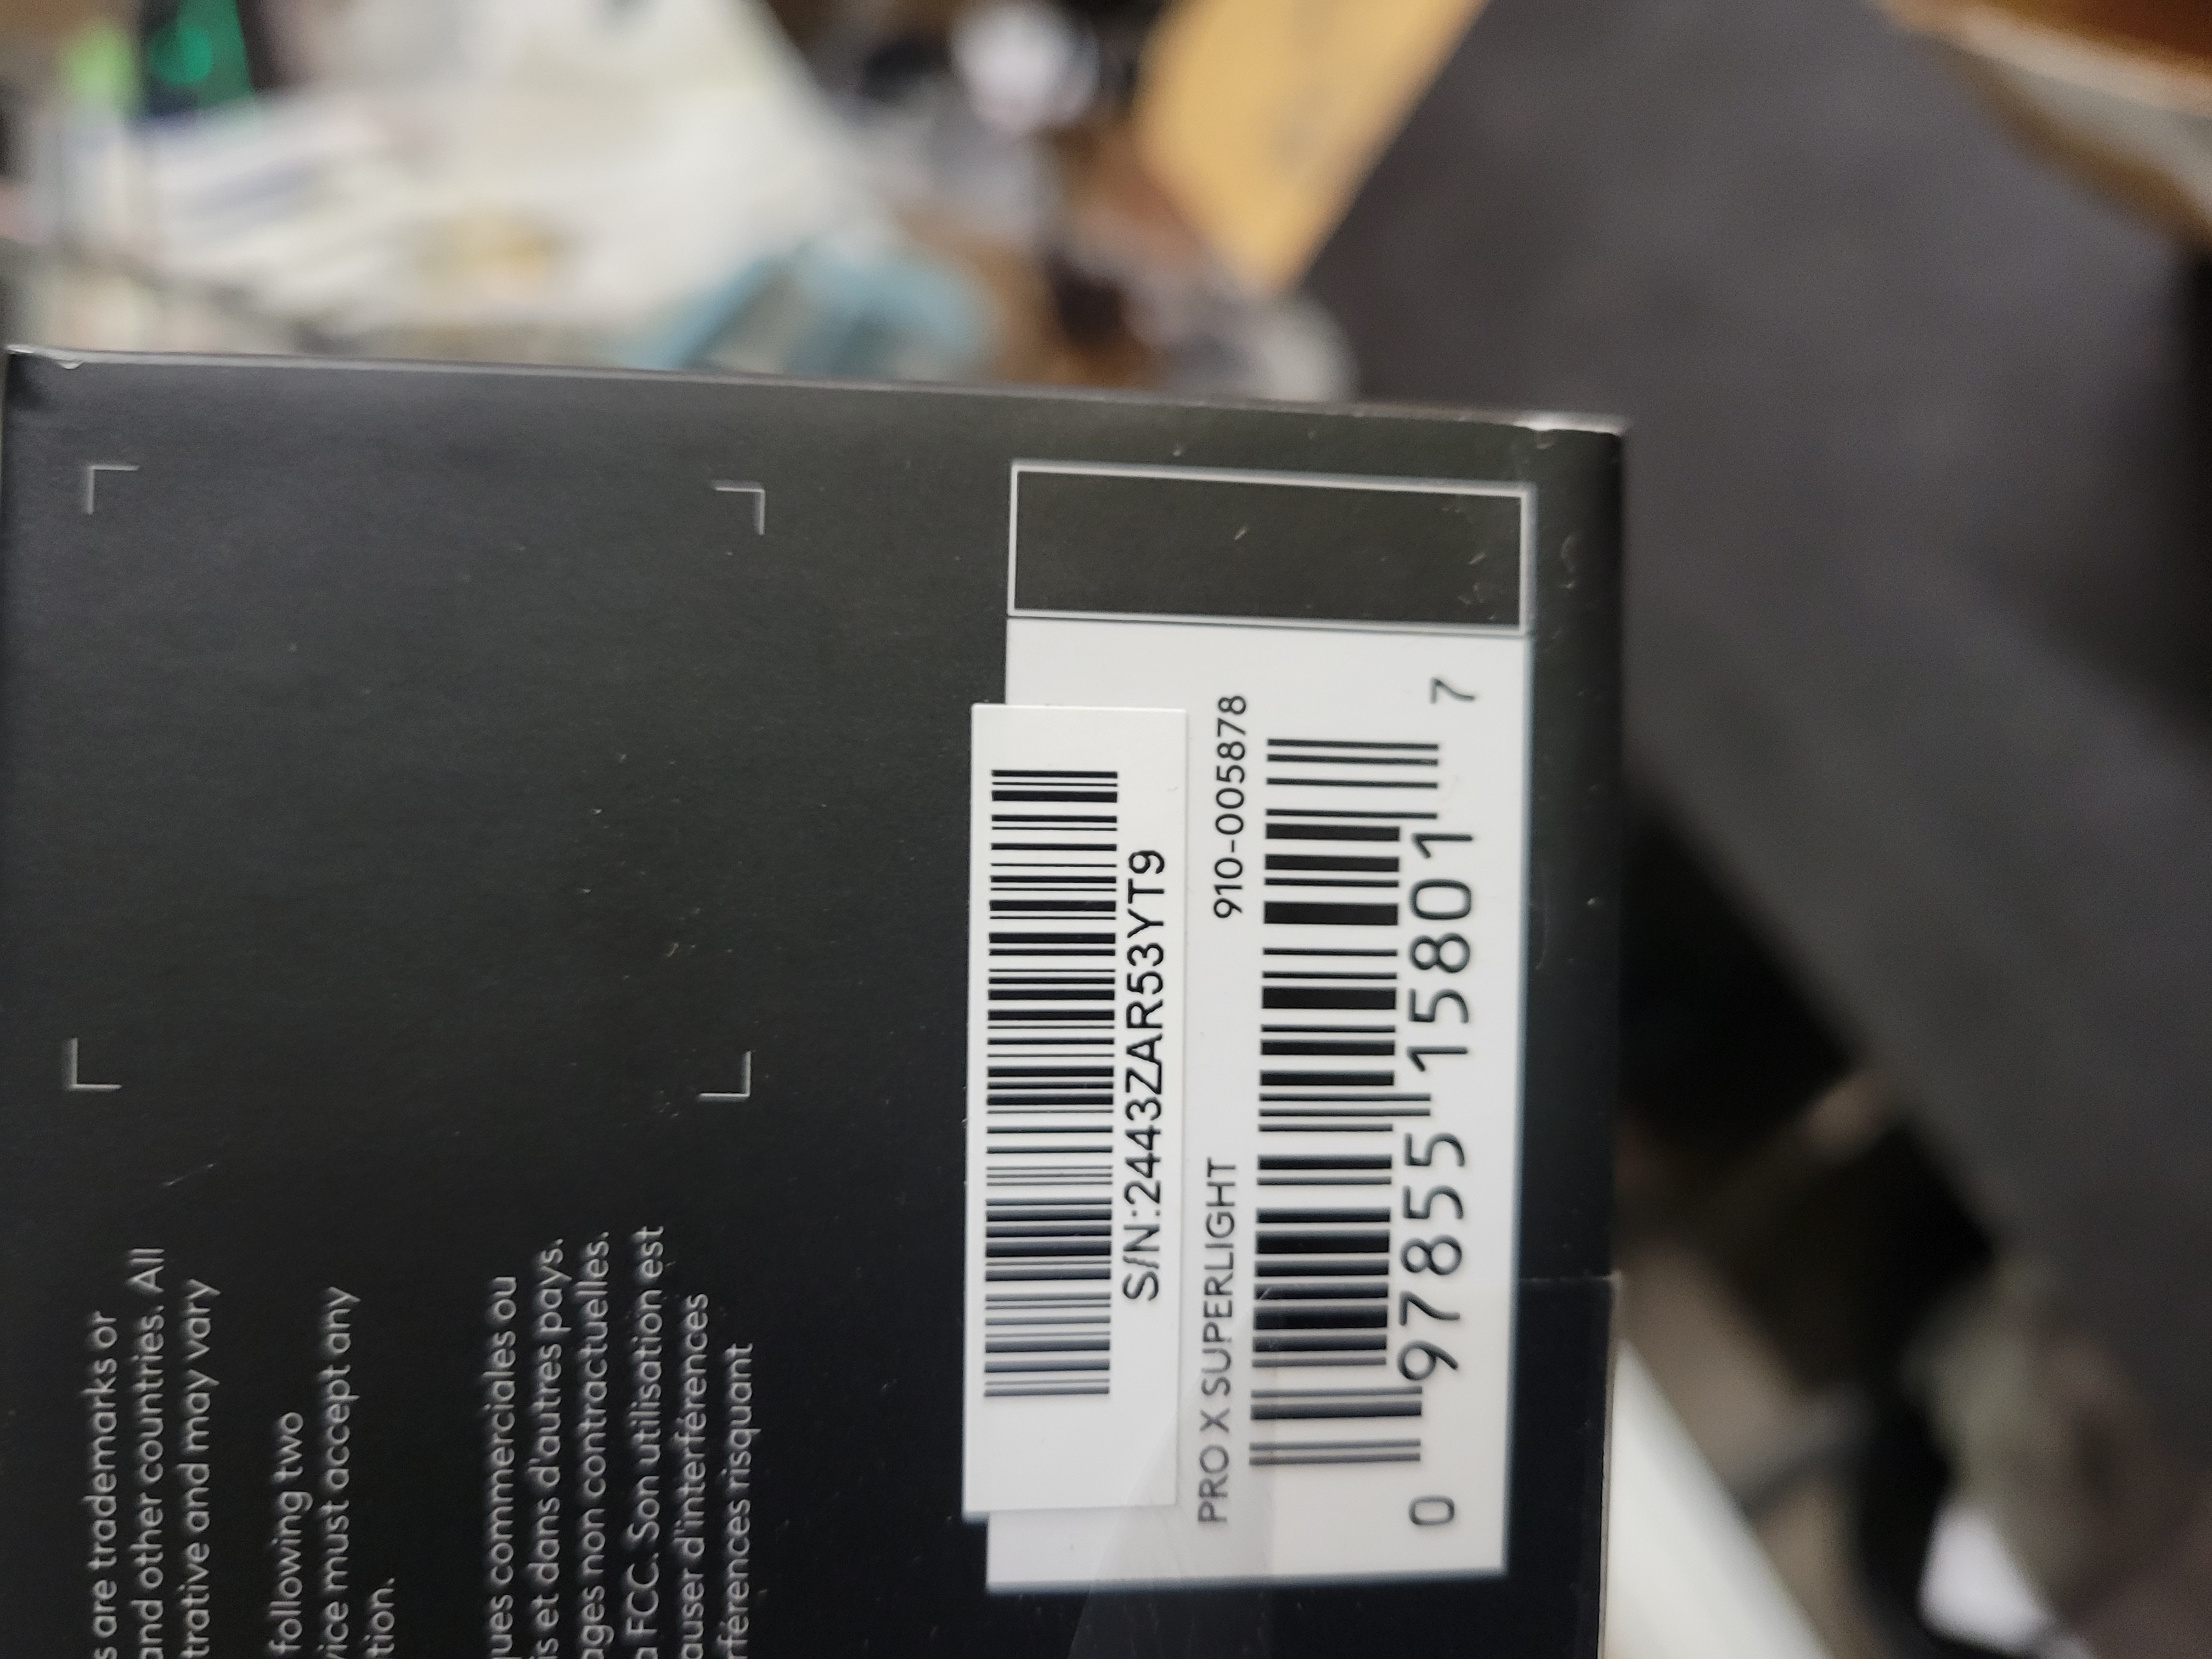 s are trademarks or
and other countries. All
trative and may vary
following two
vice must accept any
tion.
ques commerciales ou
is et dans d'autres pays.
ages non contractuelles.
a FCC. Son utilisation est
auser d'interférences
rférences risquant
S/N:2443ZAR53YT9
PRO X SUPERLIGHT 910-005878
0 97855 15801 7